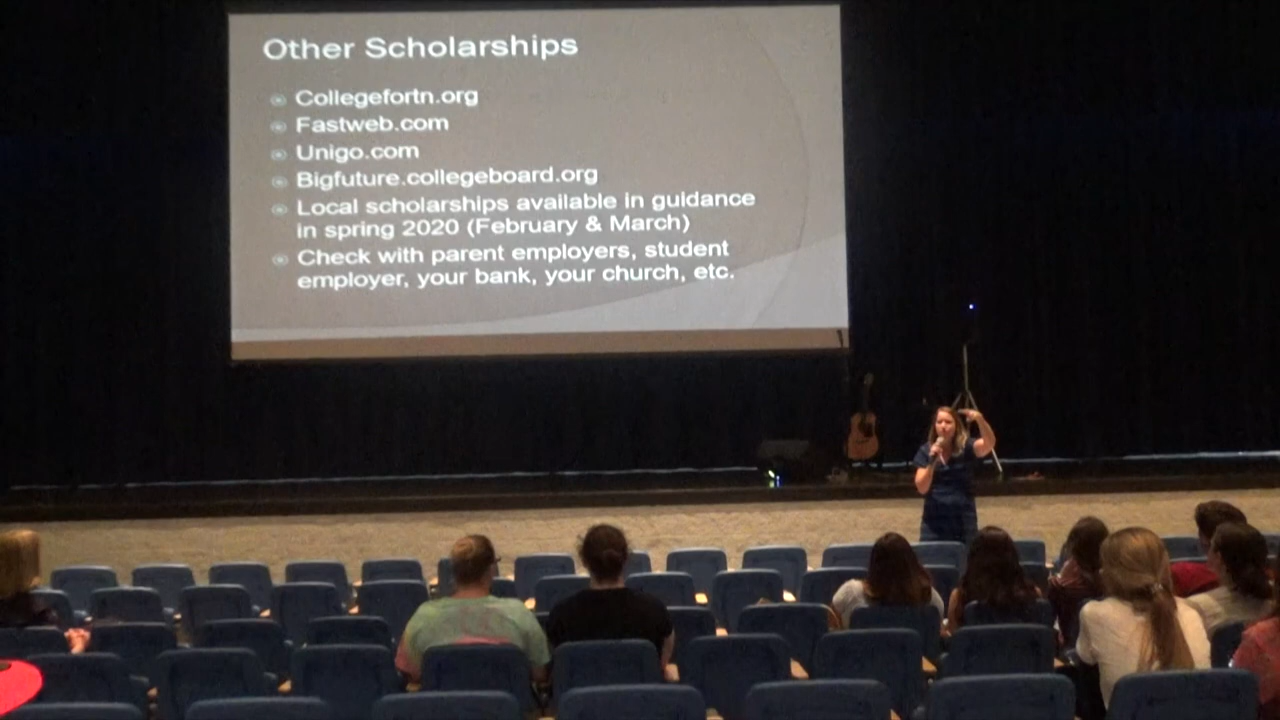 Other Scholarships
Collegefortn.org
Fastweb.com
Unigo.com
Bigfuture.collegeboard.org
Local scholarships available in guidance
in spring 2020 (February & March)
Check with parent employers, student
employer, your bank, your church, etc.